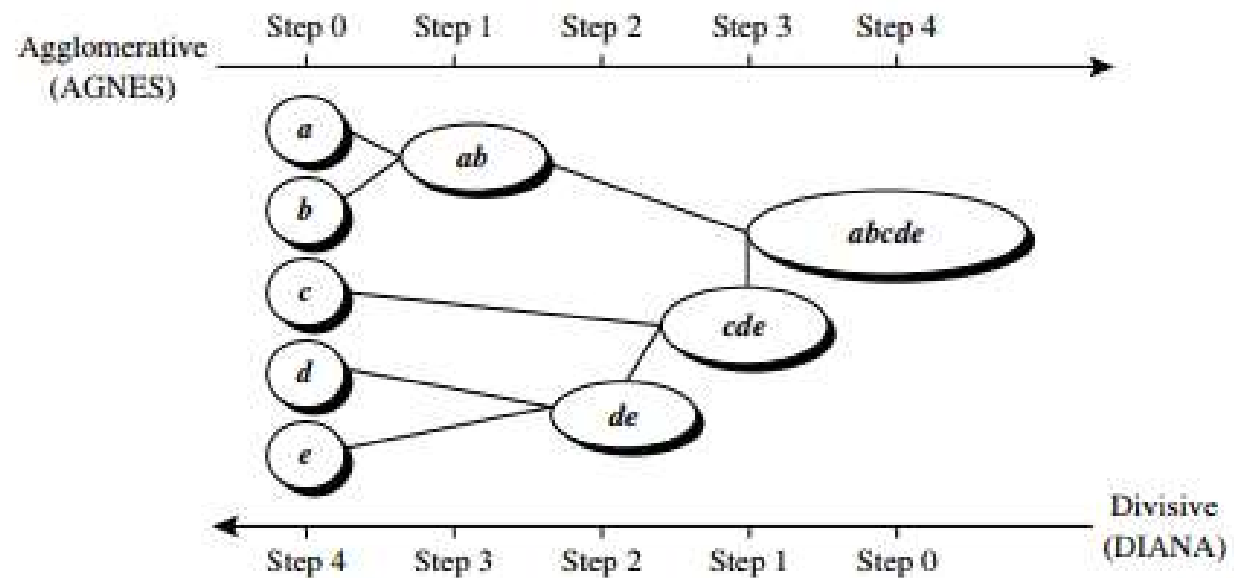 Step 0 Step 1 Step 2 Step 3 Step 4
Agglomerative
(AGNES)
a
ab
b
abcde
c
cde
d
de
e
Divisive
(DIANA)
Step 4 Step 3 Step 2 Step 1 Step 0